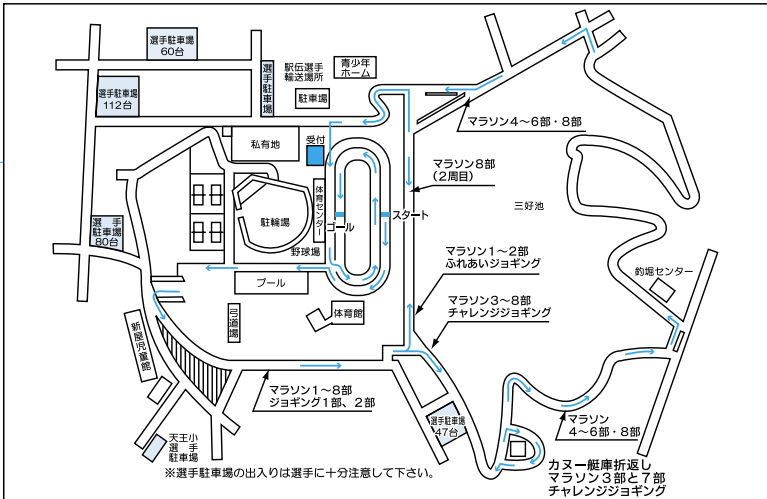 選手駐車場
60台
選手駐車場
112台
選手駐車場
駅伝選手
輸送場所
青少年
ホーム
駐車場
マラソン4～6部・8部
私有地
受付
マラソン8部
(2周目)
三好池
体育センター
駐輪場
ゴール
スタート
選手
駐車場
80台
野球場
マラソン1～2部
ふれあいジョギング
プール
釣堀センター
マラソン3～8部
チャレンジジョギング
弓道場
体育館
新屋児童館
マラソン1～8部
ジョギング1部、2部
選手駐車場
47台
マラソン
4～6部・8部
天王小
選手
駐車場
カヌー艇庫折返し
マラソン3部と7部
チャレンジジョギング
※選手駐車場の出入りは選手に十分注意して下さい。